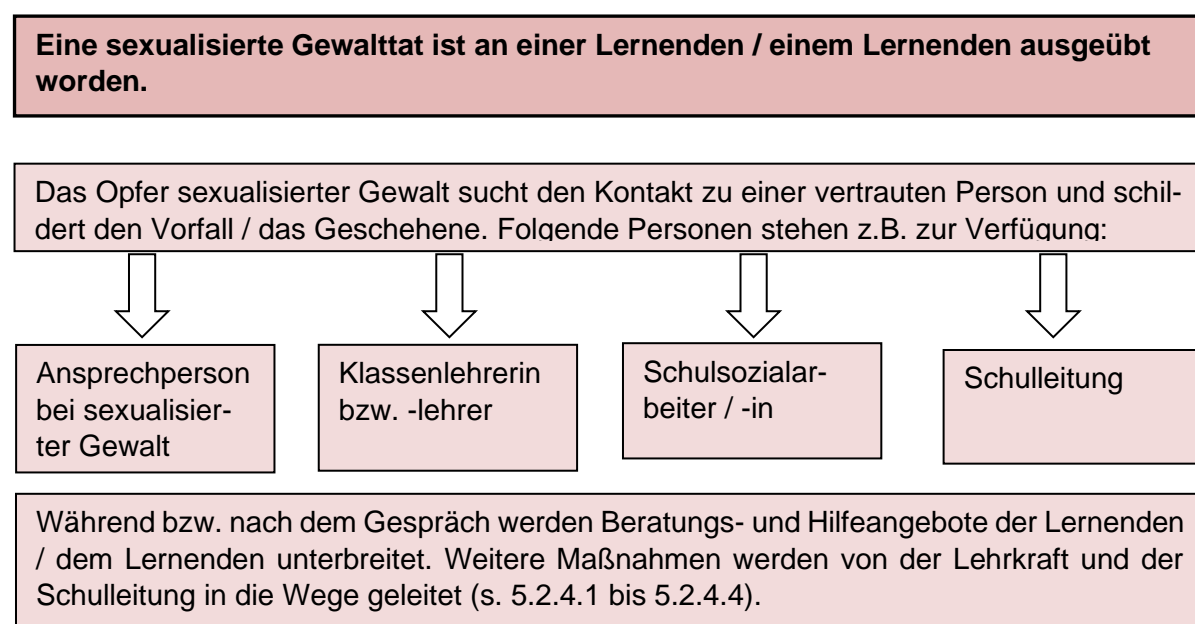 Eine sexualisierte Gewalttat ist an einer Lernenden / einem Lernenden ausgeübt
worden.
Das Opfer sexualisierter Gewalt sucht den Kontakt zu einer vertrauten Person und schil-
dert den Vorfall / das Geschehene. Folgende Personen stehen z.B. zur Verfügung:
Ansprechperson
bei sexualisier-
ter Gewalt
Klassenlehrerin
bzw. -lehrer
Schulsozialar-
beiter / -in
Schulleitung
Während bzw. nach dem Gespräch werden Beratungs- und Hilfeangebote der Lernenden
/ dem Lernenden unterbreitet. Weitere Maßnahmen werden von der Lehrkraft und der
Schulleitung in die Wege geleitet (s. 5.2.4.1 bis 5.2.4.4).